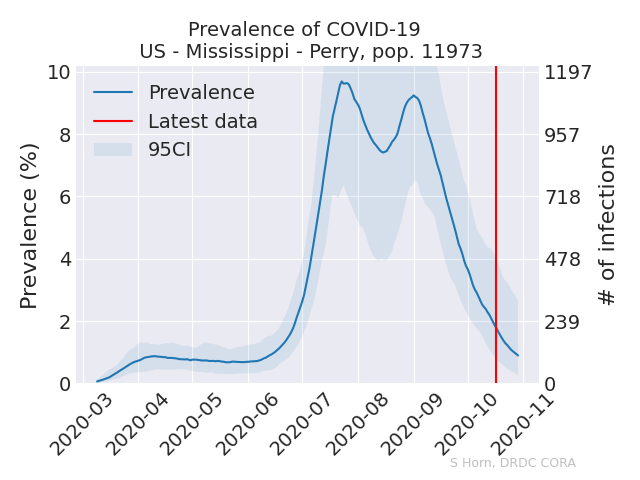 Prevalence of COVID-19
US - Mississippi - Perry, pop. 11973
Prevalence
Latest data
95CI
Prevalence (%)
10
8
6
4
2
0
1197
957
718
478
239
0
# of infections
2020-03
2020-04
2020-05
2020-06
2020-07
2020-08
2020-09
2020-10
2020-11
S Horn, DRDC CORA